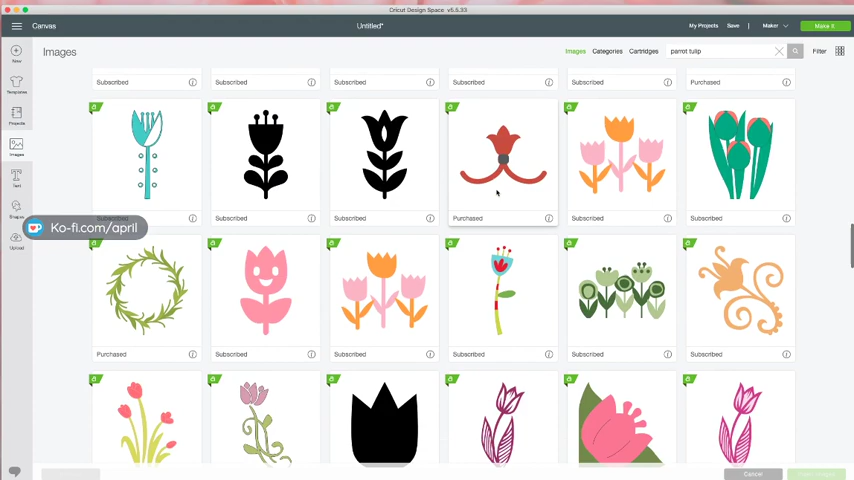 Cricut Design Space v5.5.33
Canvas
Untitled*
My Projects
Save
Maker
Make It
Images
Images
Categories
Cartridges
parrot tulip
Filter
New
Templates
Projects
Images
Text
Shapes
Upload
Subscribed
Subscribed
Subscribed
Subscribed
Subscribed
Purchased
Subscribed
Subscribed
Purchased
Subscribed
Subscribed
Ko-fi.com/april
Purchased
Subscribed
Subscribed
Subscribed
Subscribed
Subscribed
Cancel